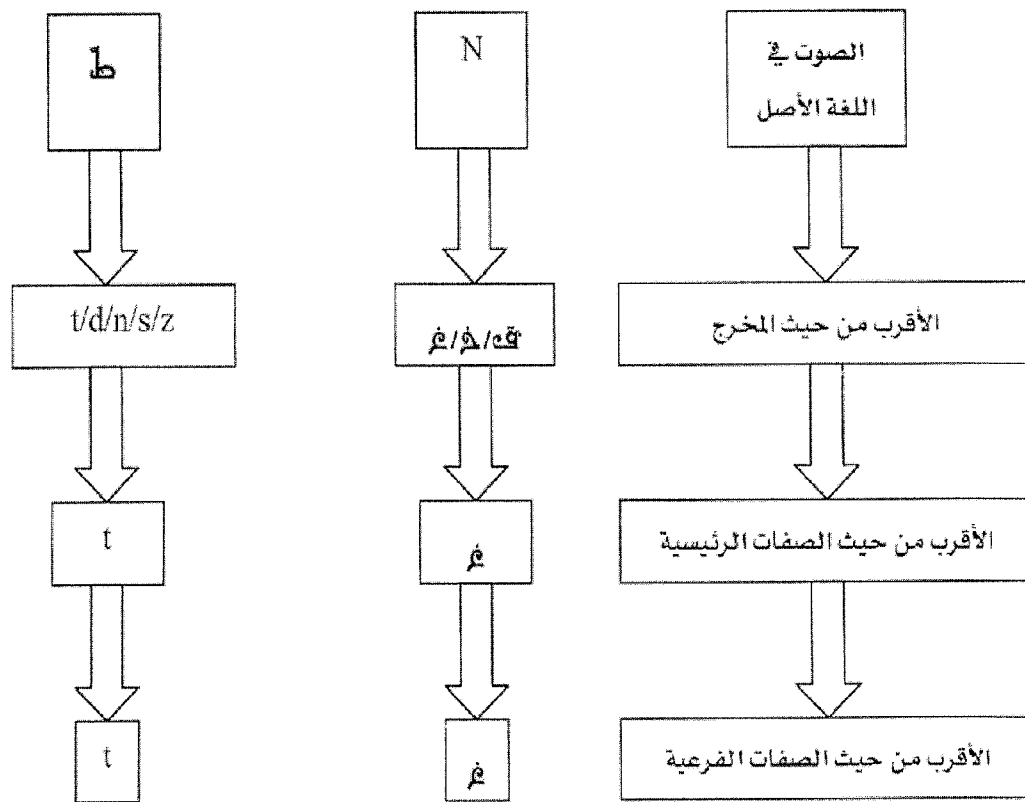 الصوت في
اللغة الأصل
N
ط
الأقرب من حيث المخرج
ق/خ/غ
t/d/n/s/z
الأقرب من حيث الصفات الرئيسية
غ
t
الأقرب من حيث الصفات الفرعية
غ
t